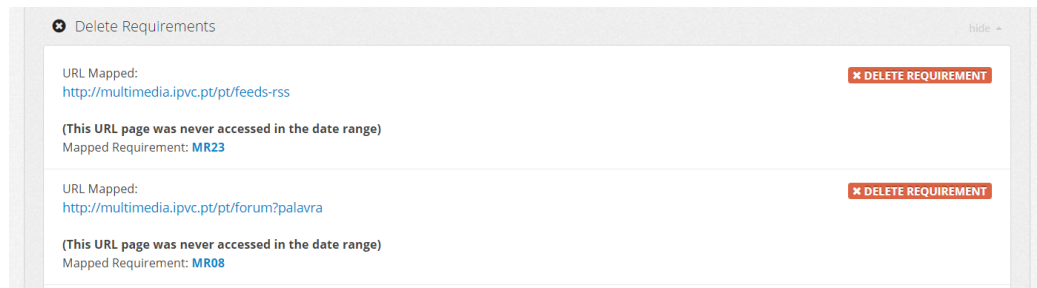 Delete Requirements
hide
URL Mapped:
DELETE REQUIREMENT
http://multimedia.ipvc.pt/pt/feeds-rss
(This URL page was never accessed in the date range)
Mapped Requirement: MR23
URL Mapped:
DELETE REQUIREMENT
http://multimedia.ipvc.pt/pt/forum?palavra
(This URL page was never accessed in the date range)
Mapped Requirement: MR08